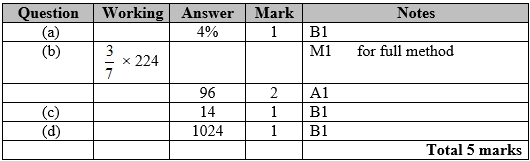 Question Working Answer Mark Notes
(a) 4% 1 B1
(b) 3/7 × 224 M1 for full method
96 2 A1
(c) 14 1 B1
(d) 1024 1 B1
Total 5 marks